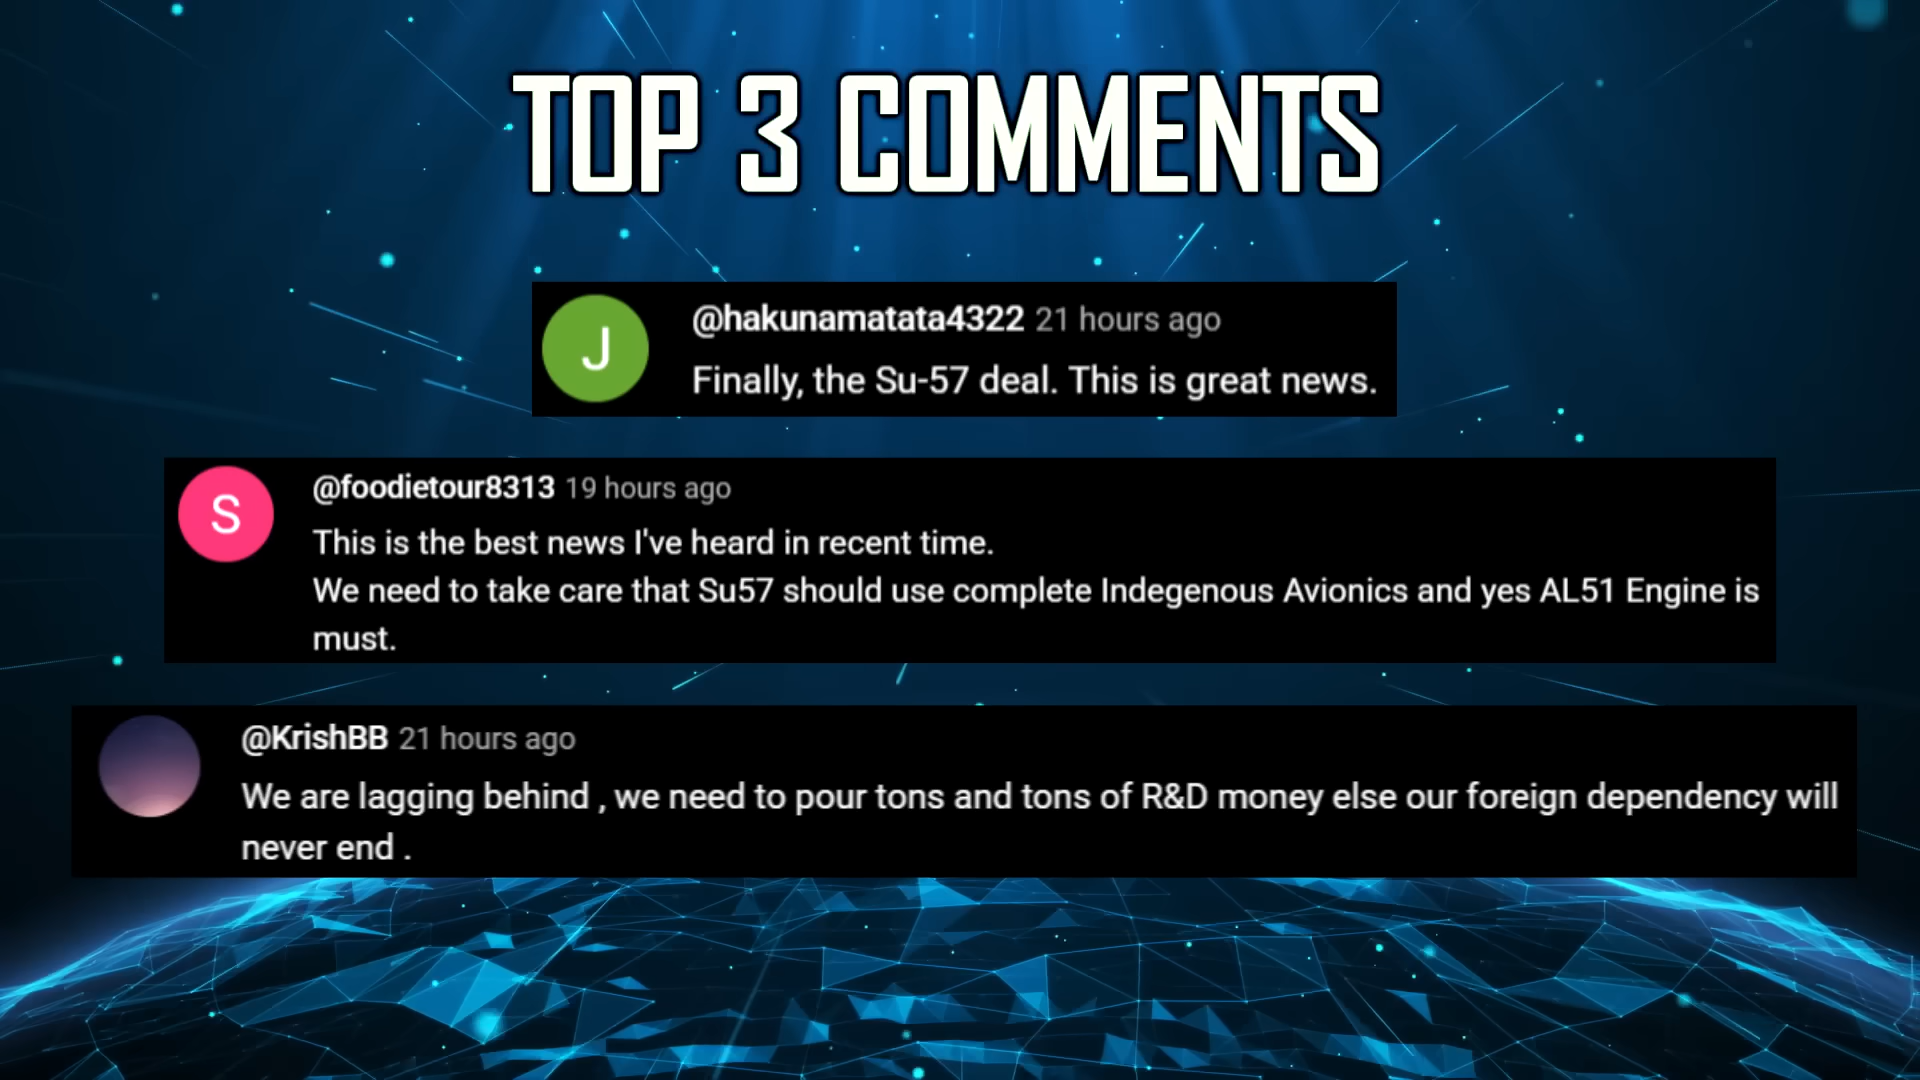 TOP 3 COMMENTS
J
@hakunamatata4322 21 hours ago
Finally, the Su-57 deal. This is great news.
S
@foodietour8313 19 hours ago
This is the best news I've heard in recent time.
We need to take care that Su57 should use complete Indegenous Avionics and yes AL51 Engine is
must.
@KrishBB 21 hours ago
We are lagging behind , we need to pour tons and tons of R&D money else our foreign dependency will
never end .